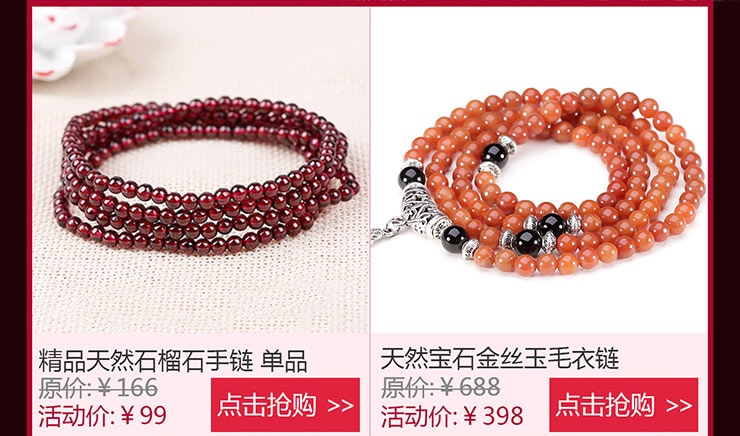 精品天然石榴石手链 单品
原价:￥166
活动价:￥99
点击抢购 >>
天然宝石金丝玉毛衣链
原价:￥688
活动价:￥398
点击抢购 >>